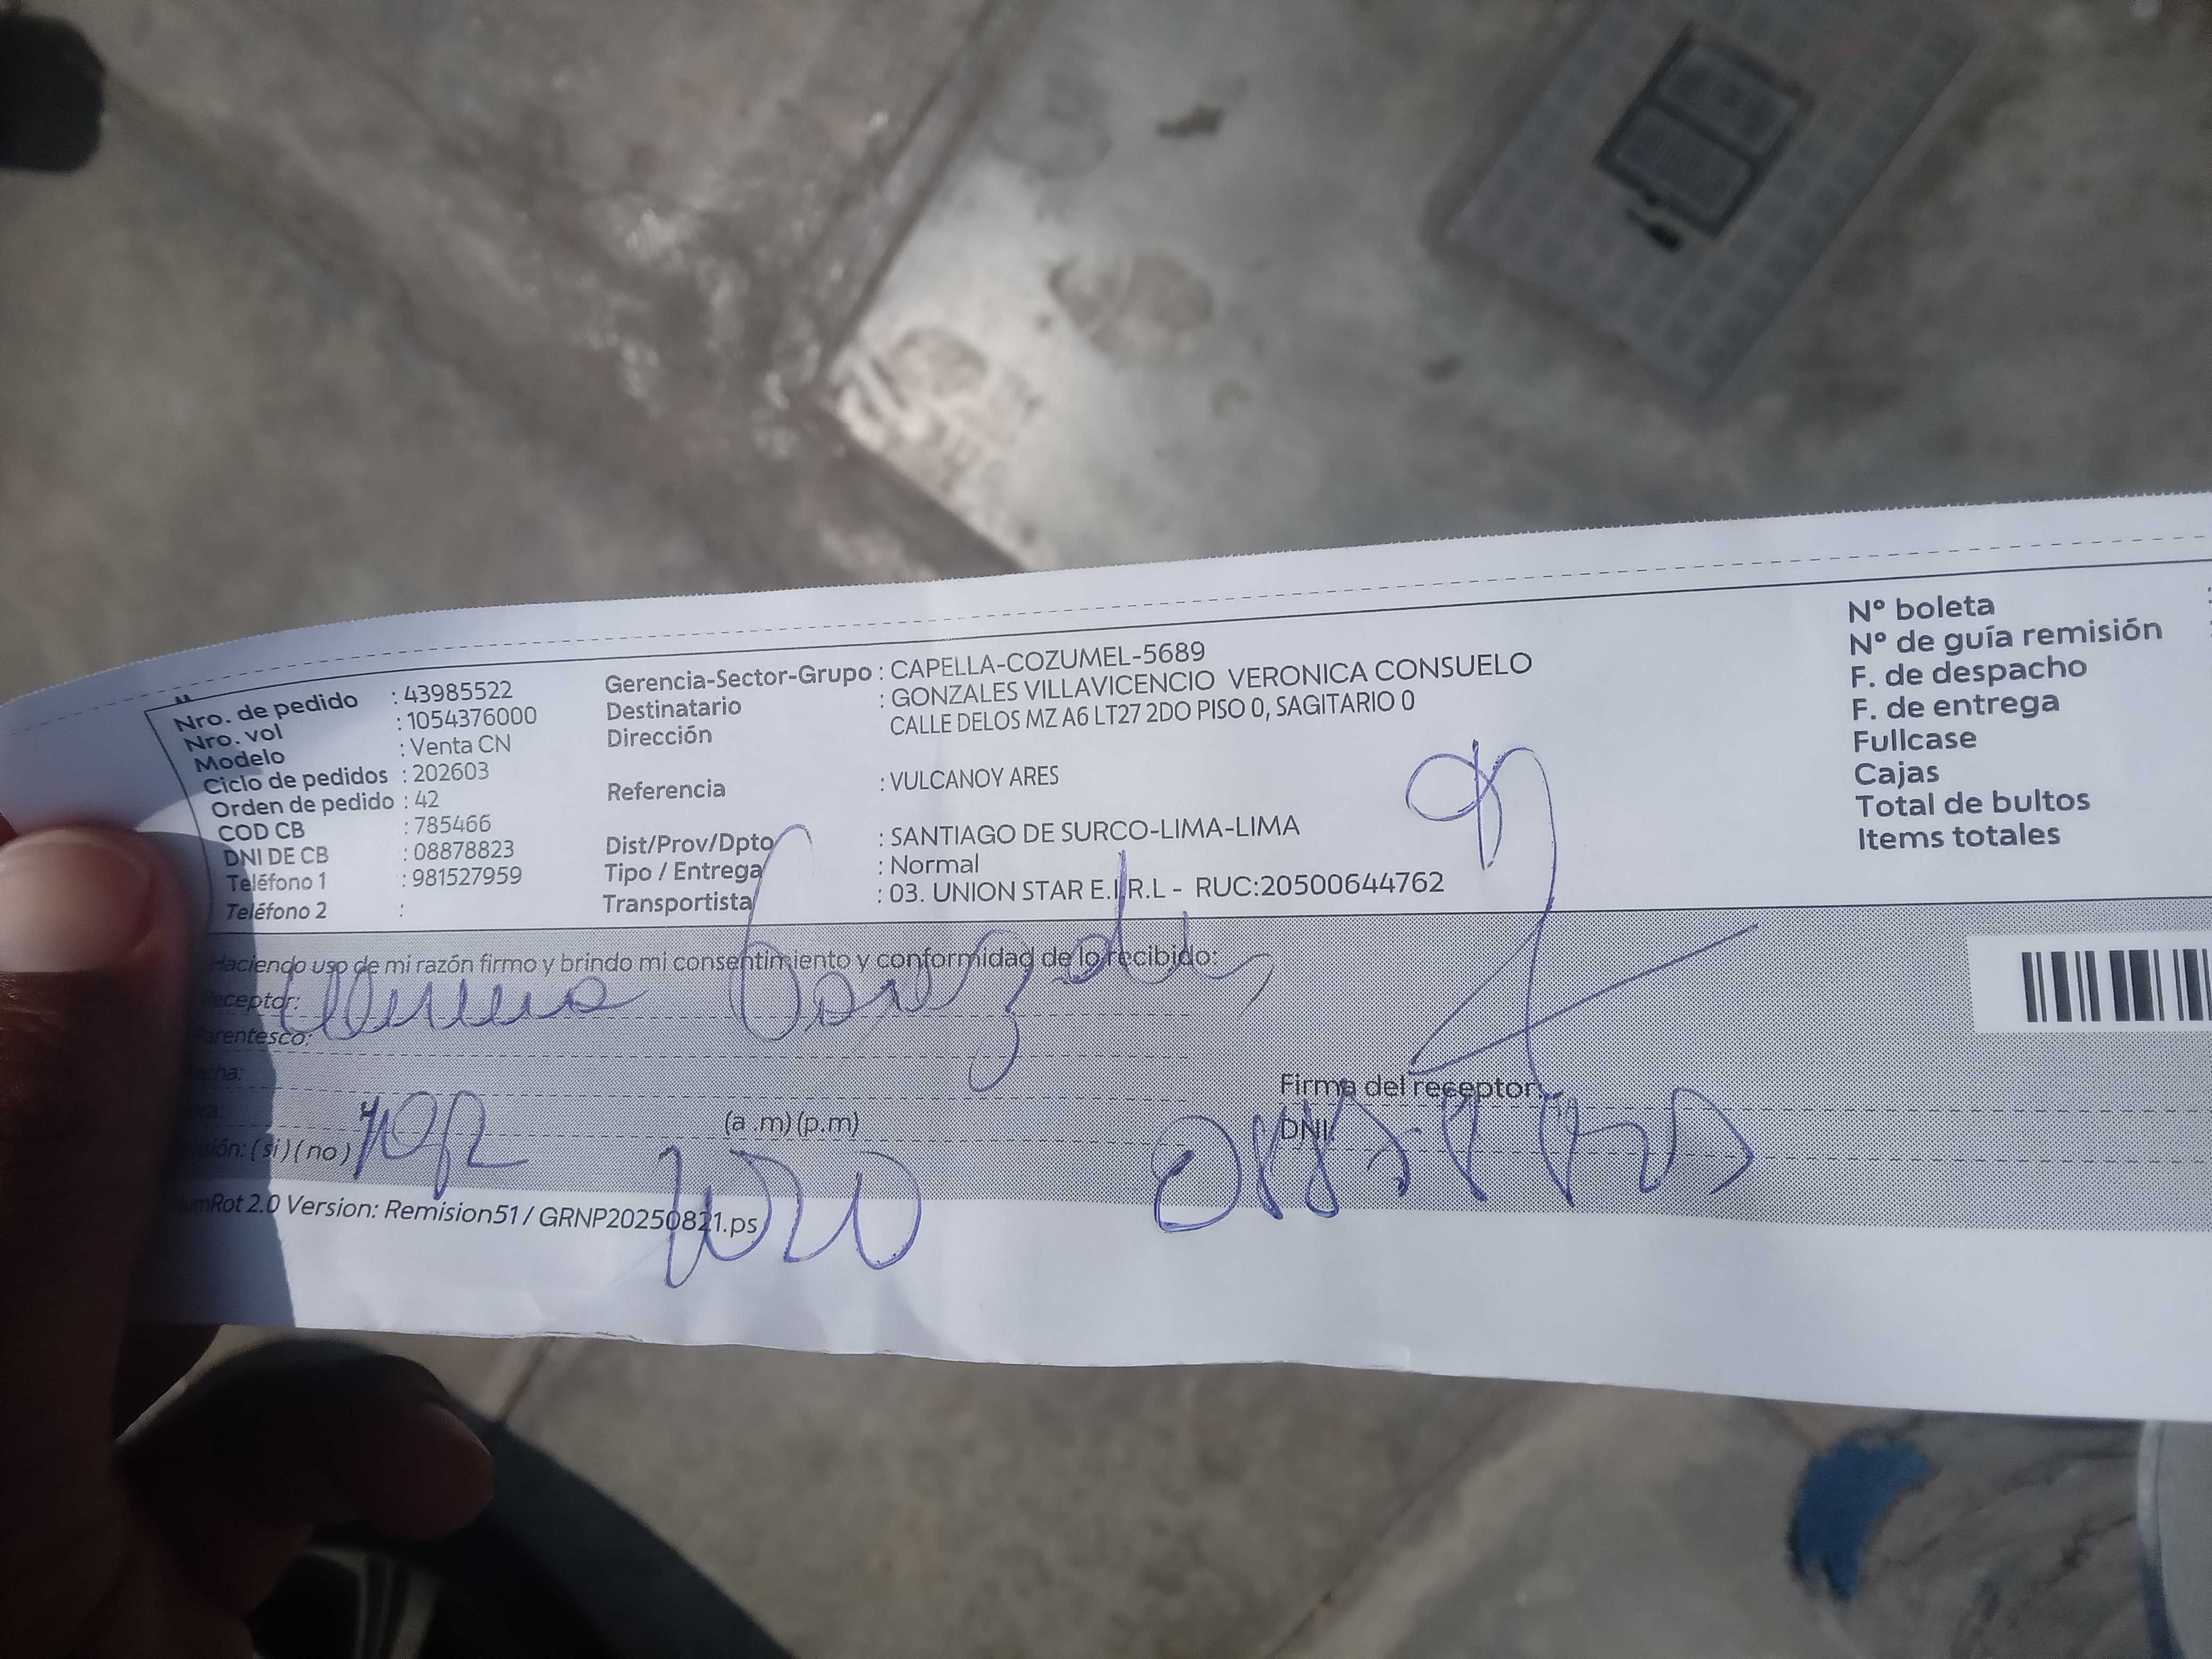 Nro. de pedido : 43985522
Nro. vol : 1054376000
Modelo : Venta CN
Ciclo de pedidos : 202603
Orden de pedido : 42
COD CB : 785466
DNI DE CB : 08878823
Teléfono 1 : 981527959
Teléfono 2 :
Gerencia-Sector-Grupo : CAPELLA-COZUMEL-5689
Destinatario : GONZALES VILLAVICENCIO VERONICA CONSUELO
Dirección CALLE DELOS MZ A6 LT27 2DO PISO 0, SAGITARIO 0
Referencia : VULCANOY ARES
Dist/Prov/Dpto : SANTIAGO DE SURCO-LIMA-LIMA
Tipo / Entrega : Normal
Transportista : 03. UNION STAR E.I.R.L - RUC:20500644762
N° boleta
N° de guía remisión
F. de despacho
F. de entrega
Fullcase
Cajas
Total de bultos
Items totales
Haciendo uso de mi razón firmo y brindo mi consentimiento y conformidad de lo recibido:
Receptor:
(a .m) (p.m)
(si) (no)
Firma del receptor:
DNI:
2.0 Version: Remision51 / GRNP20250821.ps